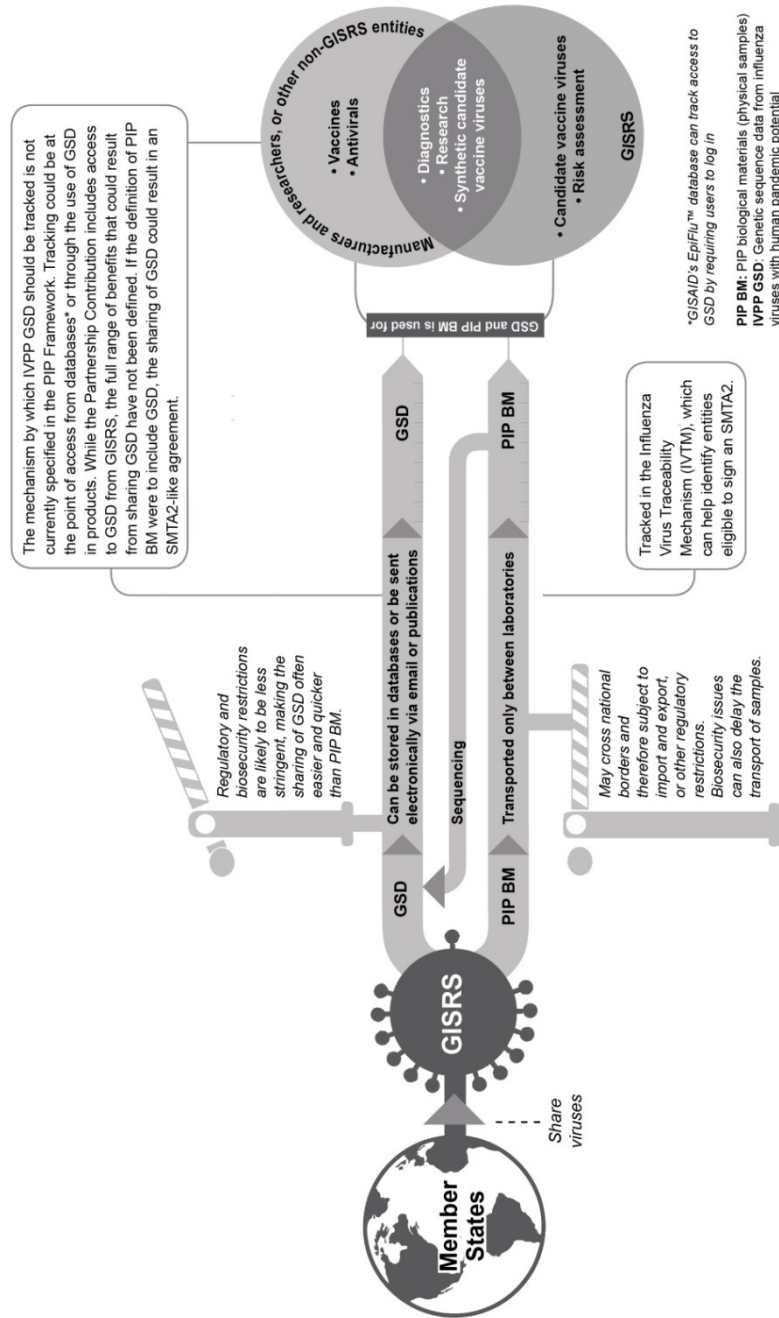 Member
States
Share
viruses
GISRS
GSD
PIP BM
Regulatory and
biosecurity restrictions
are likely to be less
stringent, making the
sharing of GSD often
easier and quicker
than PIP BM.
Can be stored in databases or be sent
electronically via email or publications
Sequencing
Transported only between laboratories
May cross national
borders and
therefore subject to
import and export,
or other regulatory
restrictions.
Biosecurity issues
can also delay the
transport of samples.
The mechanism by which IVPP GSD should be tracked is not
currently specified in the PIP Framework. Tracking could be at
the point of access from databases* or through the use of GSD
in products. While the Partnership Contribution includes access
to GSD from GISRS, the full range of benefits that could result
from sharing GSD have not been defined. If the definition of PIP
BM were to include GSD, the sharing of GSD could result in an
SMTA2-like agreement.
GSD
PIP BM
Tracked in the Influenza
Virus Traceability
Mechanism (IVTM), which
can help identify entities
eligible to sign an SMTA2.
GSD and PIP BM is used for
Manufacturers and researchers, or other non-GISRS entities
• Vaccines
• Antivirals
• Diagnostics
• Research
• Synthetic candidate
vaccine viruses
• Candidate vaccine viruses
• Risk assessment
GISRS
*GISAID's EpiFlu™ database can track access to
GSD by requiring users to log in
PIP BM: PIP biological materials (physical samples)
IVPP GSD: Genetic sequence data from influenza
viruses with human pandemic potential